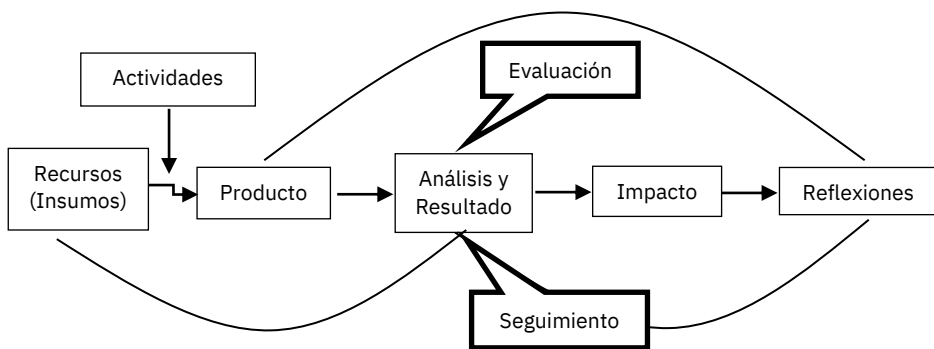 Evaluación
Actividades
Recursos
(Insumos)
Producto
Análisis y
Resultado
Impacto
Reflexiones
Seguimiento